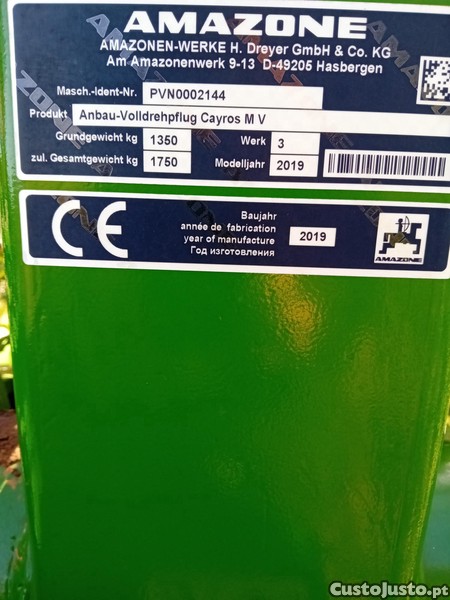 AMAZONE
AMAZONEN-WERKE H. Dreyer GmbH & Co. KG
Am Amazonenwerk 9-13 D-49205 Hasbergen
Masch.-Ident-Nr. PVN0002144
Produkt Anbau-Volldrehpflug Cayros M V
Grundgewicht kg 1350 Werk 3
zul. Gesamtgewicht kg 1750 Modelljahr 2019
CE
Baujahr
année de fabrication
year of manufacture 2019
Год изготовления
AMAZONE
CustoJusto.pt